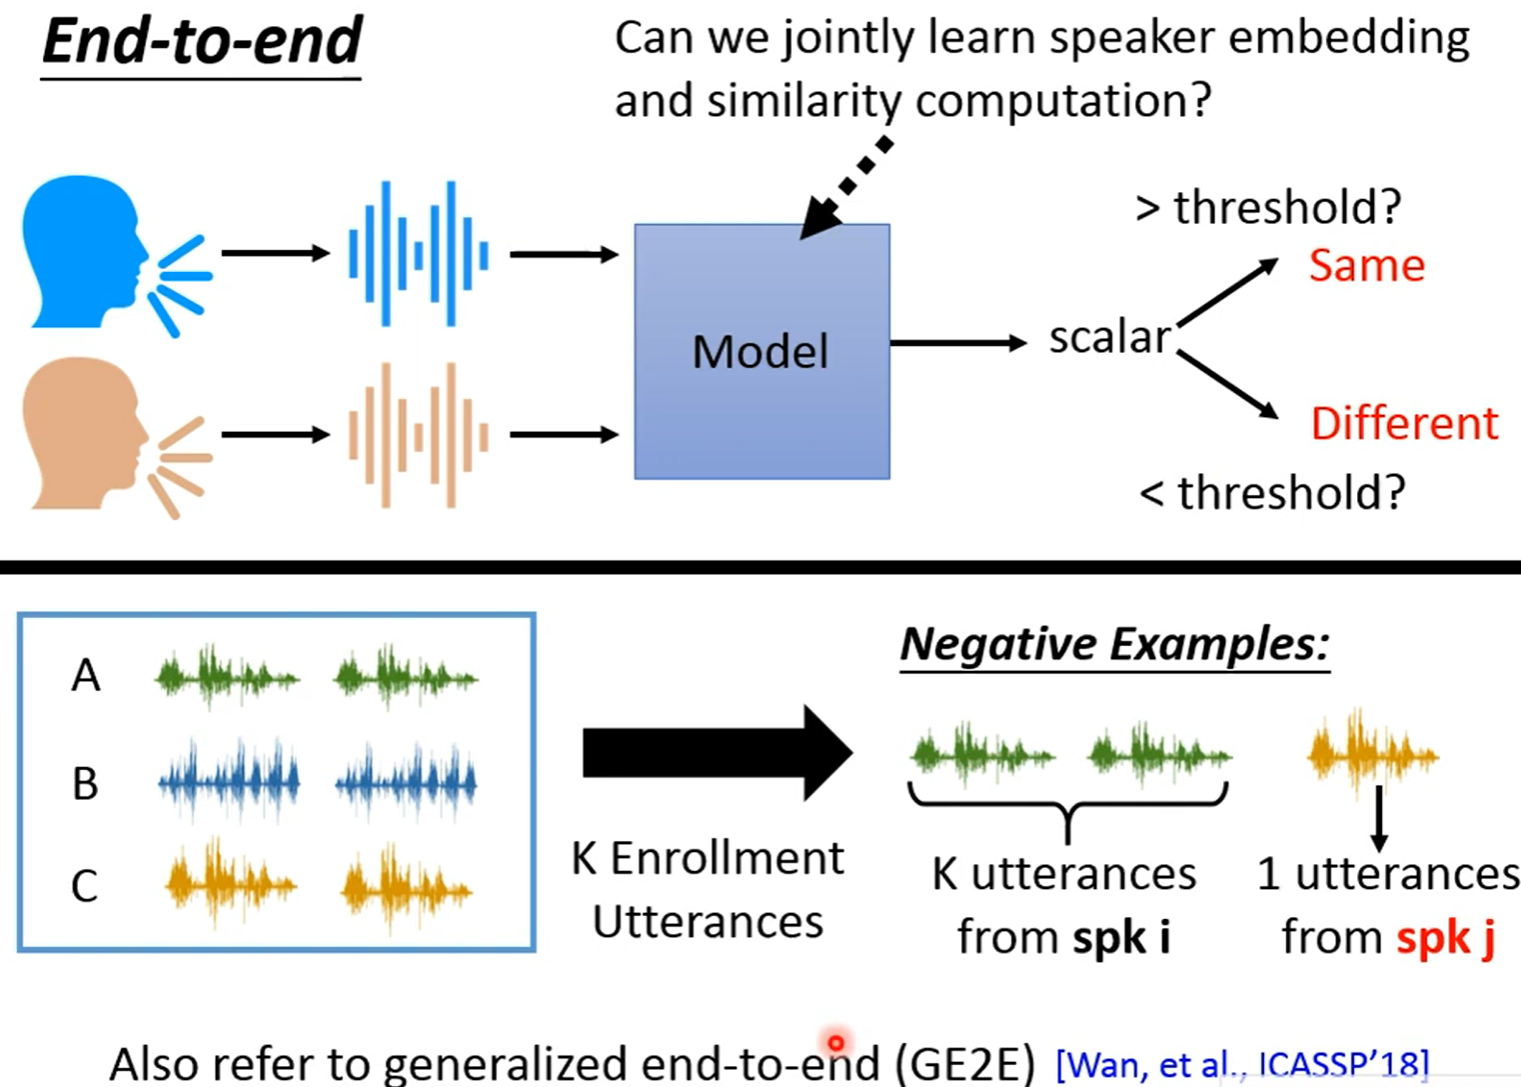 End-to-end
Can we jointly learn speaker embedding
and similarity computation?
> threshold?
Same
Model
scalar
Different
< threshold?
A
B
C
K Enrollment
Utterances
Negative Examples:
K utterances
from spk i
1 utterances
from spk j
Also refer to generalized end-to-end (GE2E) [Wan, et al., ICASSP’18]